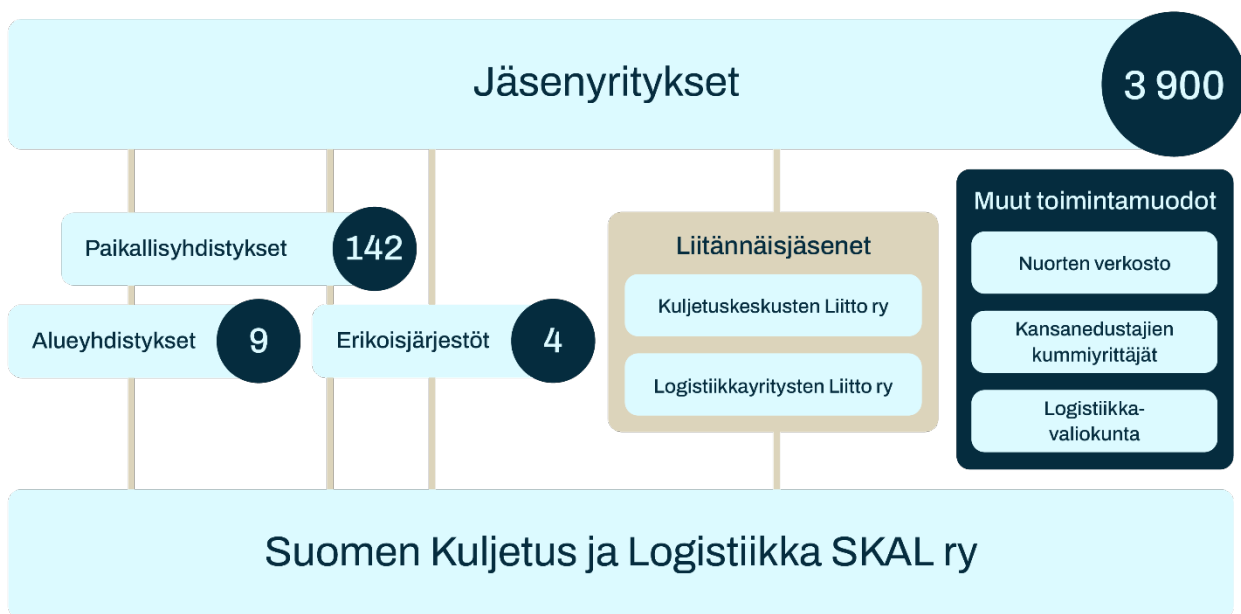 Jäsenyritykset
3 900
Paikallisyhdistykset
142
Alueyhdistykset
9
Erikoisjärjestöt
4
Liitännäisjäsenet
Kuljetuskeskusten Liitto ry
Logistiikkayritysten Liitto ry
Muut toimintamuodot
Nuorten verkosto
Kansanedustajien
kummiyrittäjät
Logistiikka-
valiokunta
Suomen Kuljetus ja Logistiikka SKAL ry